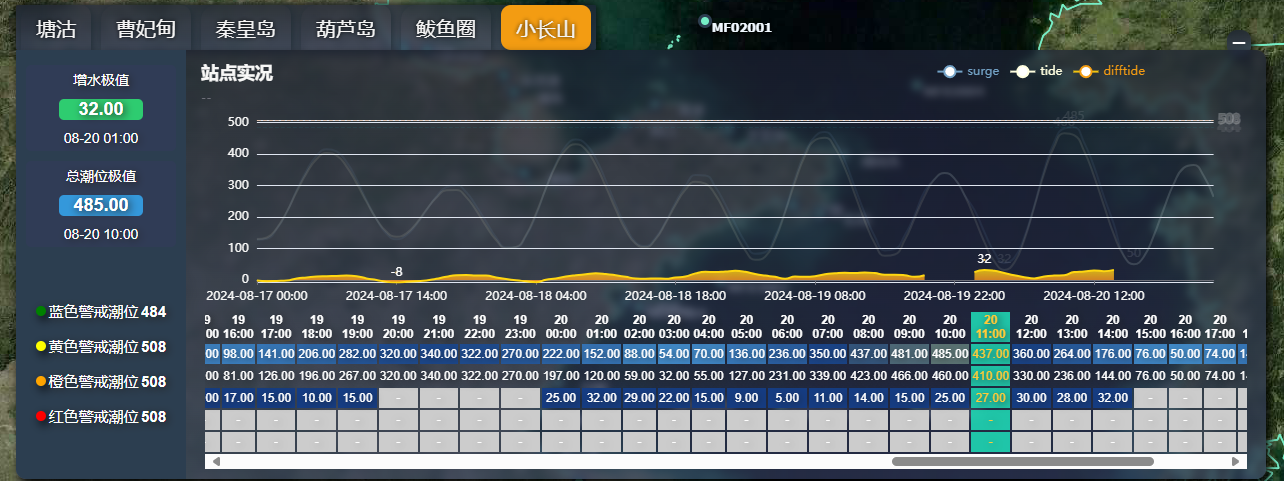 塘沽 曹妃甸 秦皇岛 葫芦岛 鲅鱼圈 小长山
MF02001
增水极值
32.00
08-20 01:00
总潮位极值
485.00
08-20 10:00
蓝色警戒潮位 484
黄色警戒潮位 508
橙色警戒潮位 508
红色警戒潮位 508
站点实况
surge tide difftide
--
500
400
300
200
100
0
-8
32
32
485
508
50
2024-08-17 00:00 2024-08-17 14:00 2024-08-18 04:00 2024-08-18 18:00 2024-08-19 08:00 2024-08-19 22:00 2024-08-20 12:00
9 19 19 19 19 19 19 19 19 20 20 20 20 20 20 20 20 20 20 20 20 20 20 20 20 20 20
00 16:00 17:00 18:00 19:00 20:00 21:00 22:00 23:00 00:00 01:00 02:00 03:00 04:00 05:00 06:00 07:00 08:00 09:00 10:00 11:00 12:00 13:00 14:00 15:00 16:00 17:00 1
00 98.00 141.00 206.00 282.00 320.00 340.00 322.00 270.00 222.00 152.00 88.00 54.00 70.00 136.00 236.00 350.00 437.00 481.00 485.00 437.00 360.00 264.00 176.00 76.00 50.00 74.00 1
00 81.00 126.00 196.00 267.00 320.00 340.00 322.00 270.00 197.00 120.00 59.00 32.00 55.00 127.00 231.00 339.00 423.00 466.00 460.00 410.00 330.00 236.00 144.00 76.00 50.00 74.00 1
00 17.00 15.00 10.00 15.00 - - - - 25.00 32.00 29.00 22.00 15.00 9.00 5.00 11.00 14.00 15.00 25.00 27.00 30.00 28.00 32.00 - - -
- - - - - - - - - - - - - - - - - - - - - - - - - -
- - - - - - - - - - - - - - - - - - - - - - - - - -